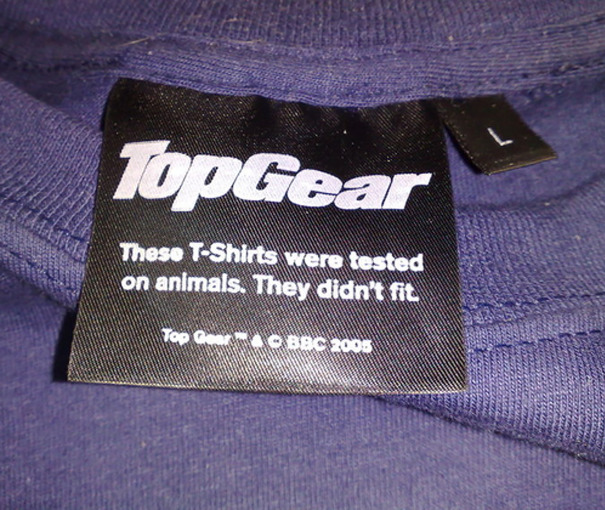 TopGear
L
These T-Shirts were tested
on animals. They didn't fit.
Top Gear™ & © BBC 2005